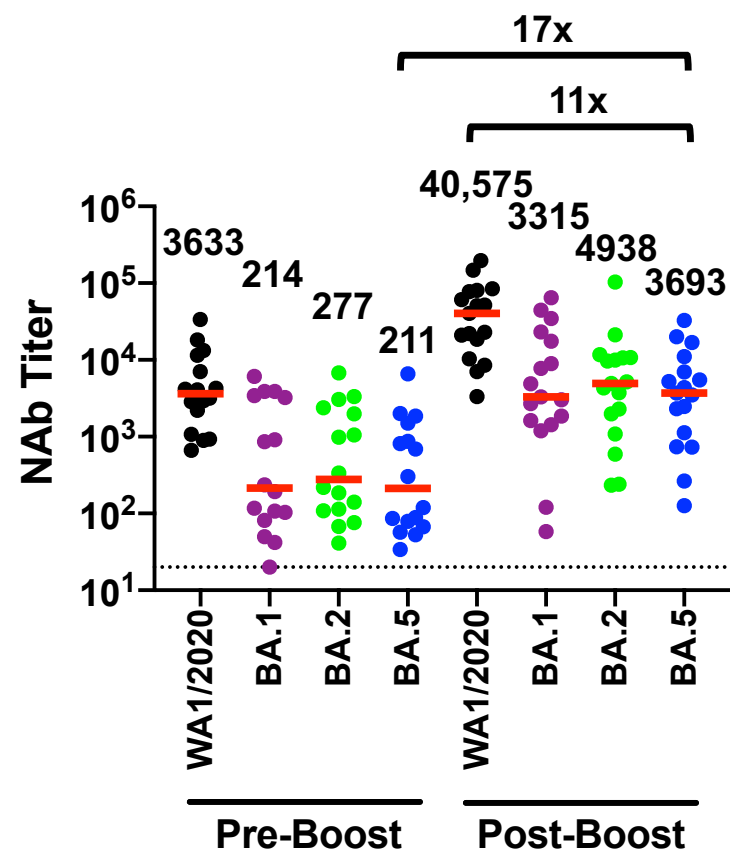 17x
11x
40,575
3315
4938
3693
3633
214
277
211
NAb Titer
10⁶
10⁵
10⁴
10³
10²
10¹
WA1/2020
BA.1
BA.2
BA.5
WA1/2020
BA.1
BA.2
BA.5
Pre-Boost
Post-Boost